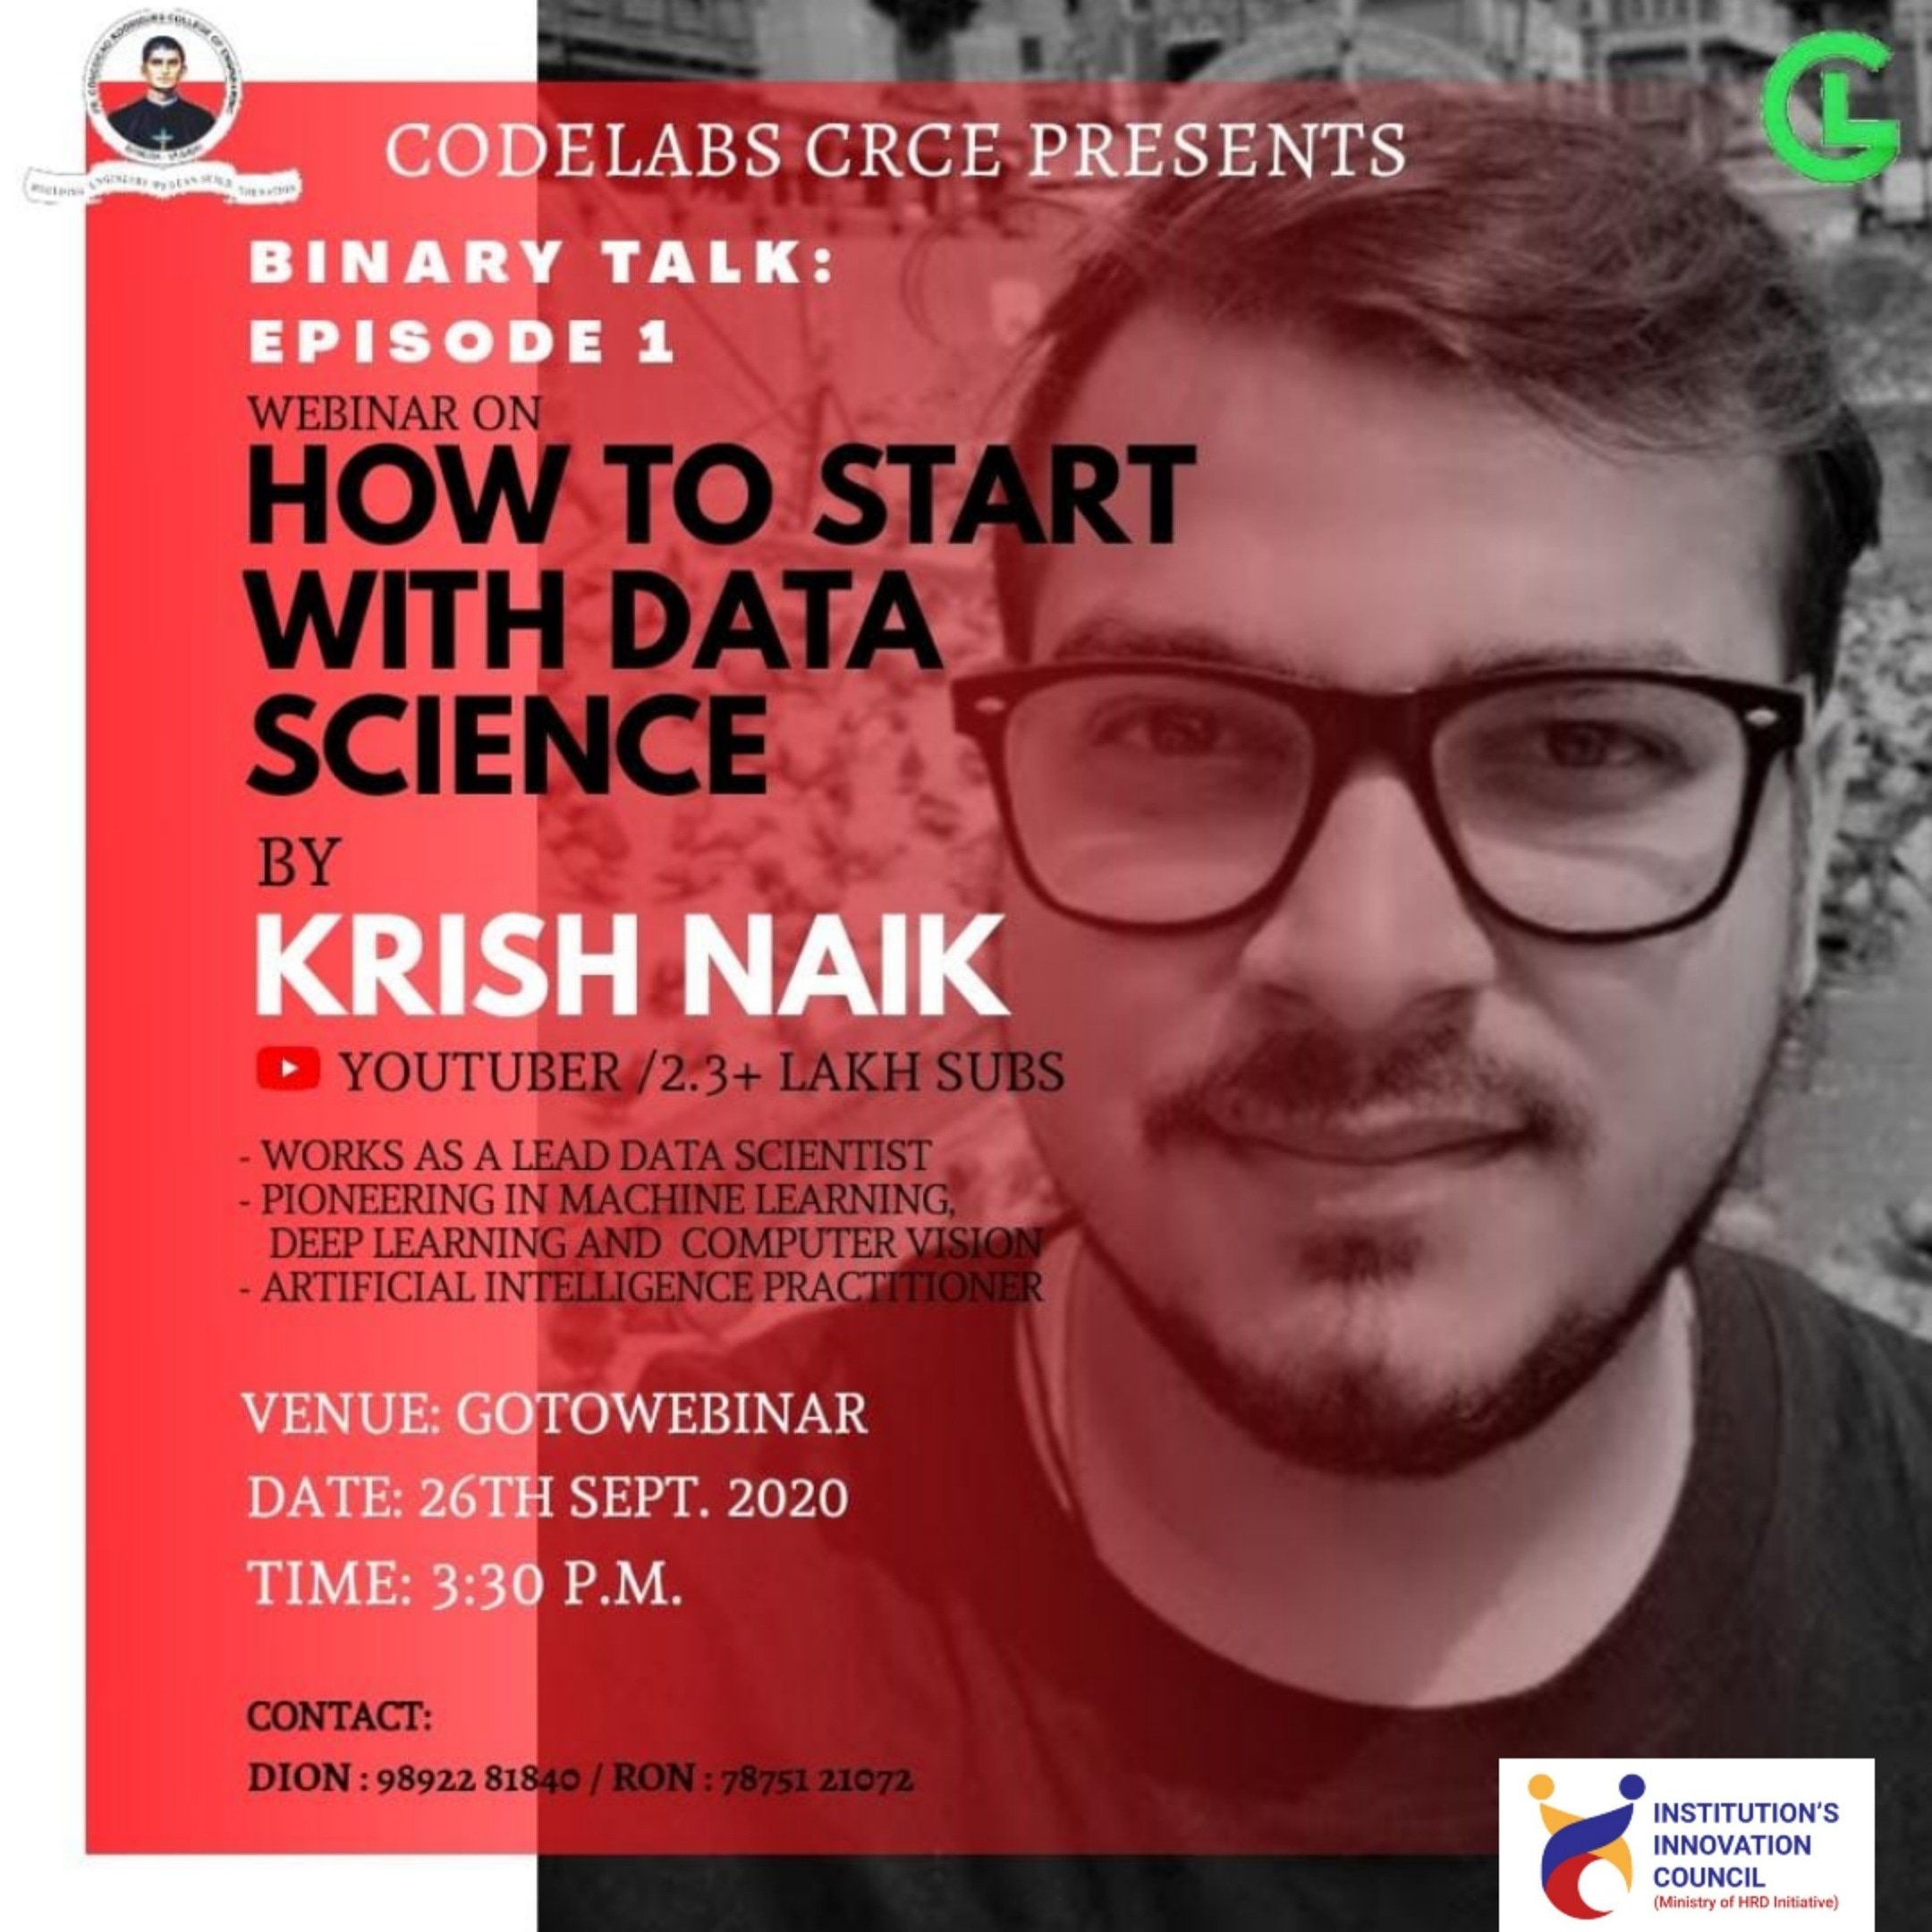 CODELABS CRCE PRESENTS
BINARY TALK:
EPISODE 1
WEBINAR ON
HOW TO START
WITH DATA
SCIENCE
BY
KRISH NAIK
YOUTUBER /2.3+ LAKH SUBS
- WORKS AS A LEAD DATA SCIENTIST
- PIONEERING IN MACHINE LEARNING,
DEEP LEARNING AND COMPUTER VISION
- ARTIFICIAL INTELLIGENCE PRACTITIONER
VENUE: GOTOWEBINAR
DATE: 26TH SEPT. 2020
TIME: 3:30 P.M.
CONTACT:
DION : 98922 81840 / RON : 78751 21072
INSTITUTION'S
INNOVATION
COUNCIL
(Ministry of HRD Initiative)